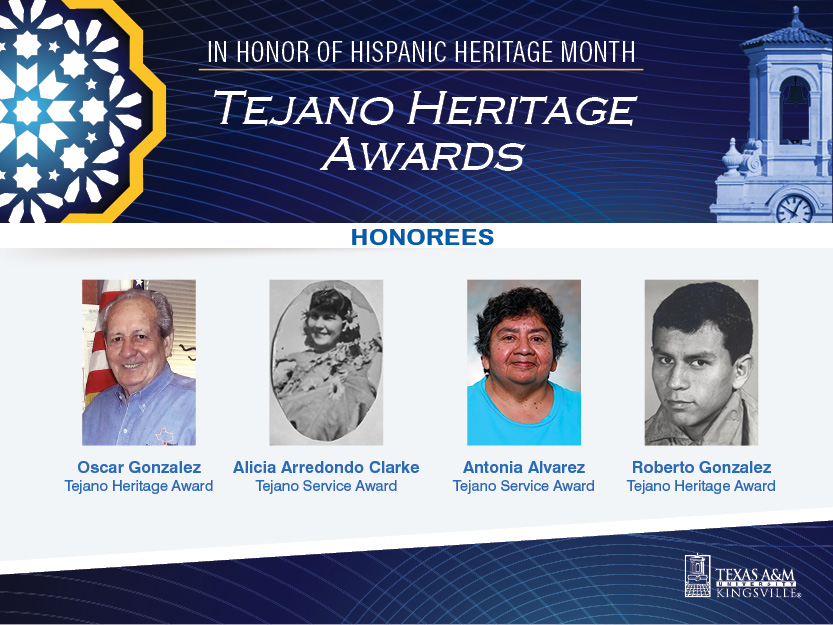 IN HONOR OF HISPANIC HERITAGE MONTH
TEJANO HERITAGE
AWARDS
HONOREES
Oscar Gonzalez
Tejano Heritage Award
Alicia Arredondo Clarke
Tejano Service Award
Antonia Alvarez
Tejano Service Award
Roberto Gonzalez
Tejano Heritage Award
TEXAS A&M
UNIVERSITY
KINGSVILLE®